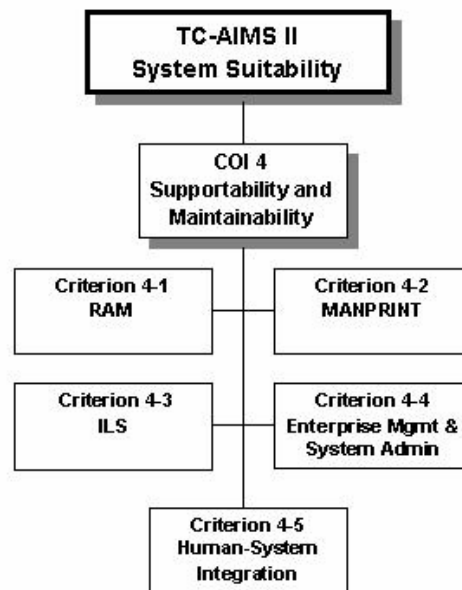 TC-AIMS II
System Suitability
COI 4
Supportability and
Maintainability
Criterion 4-1
RAM
Criterion 4-2
MANPRINT
Criterion 4-3
ILS
Criterion 4-4
Enterprise Mgmt &
System Admin
Criterion 4-5
Human-System
Integration